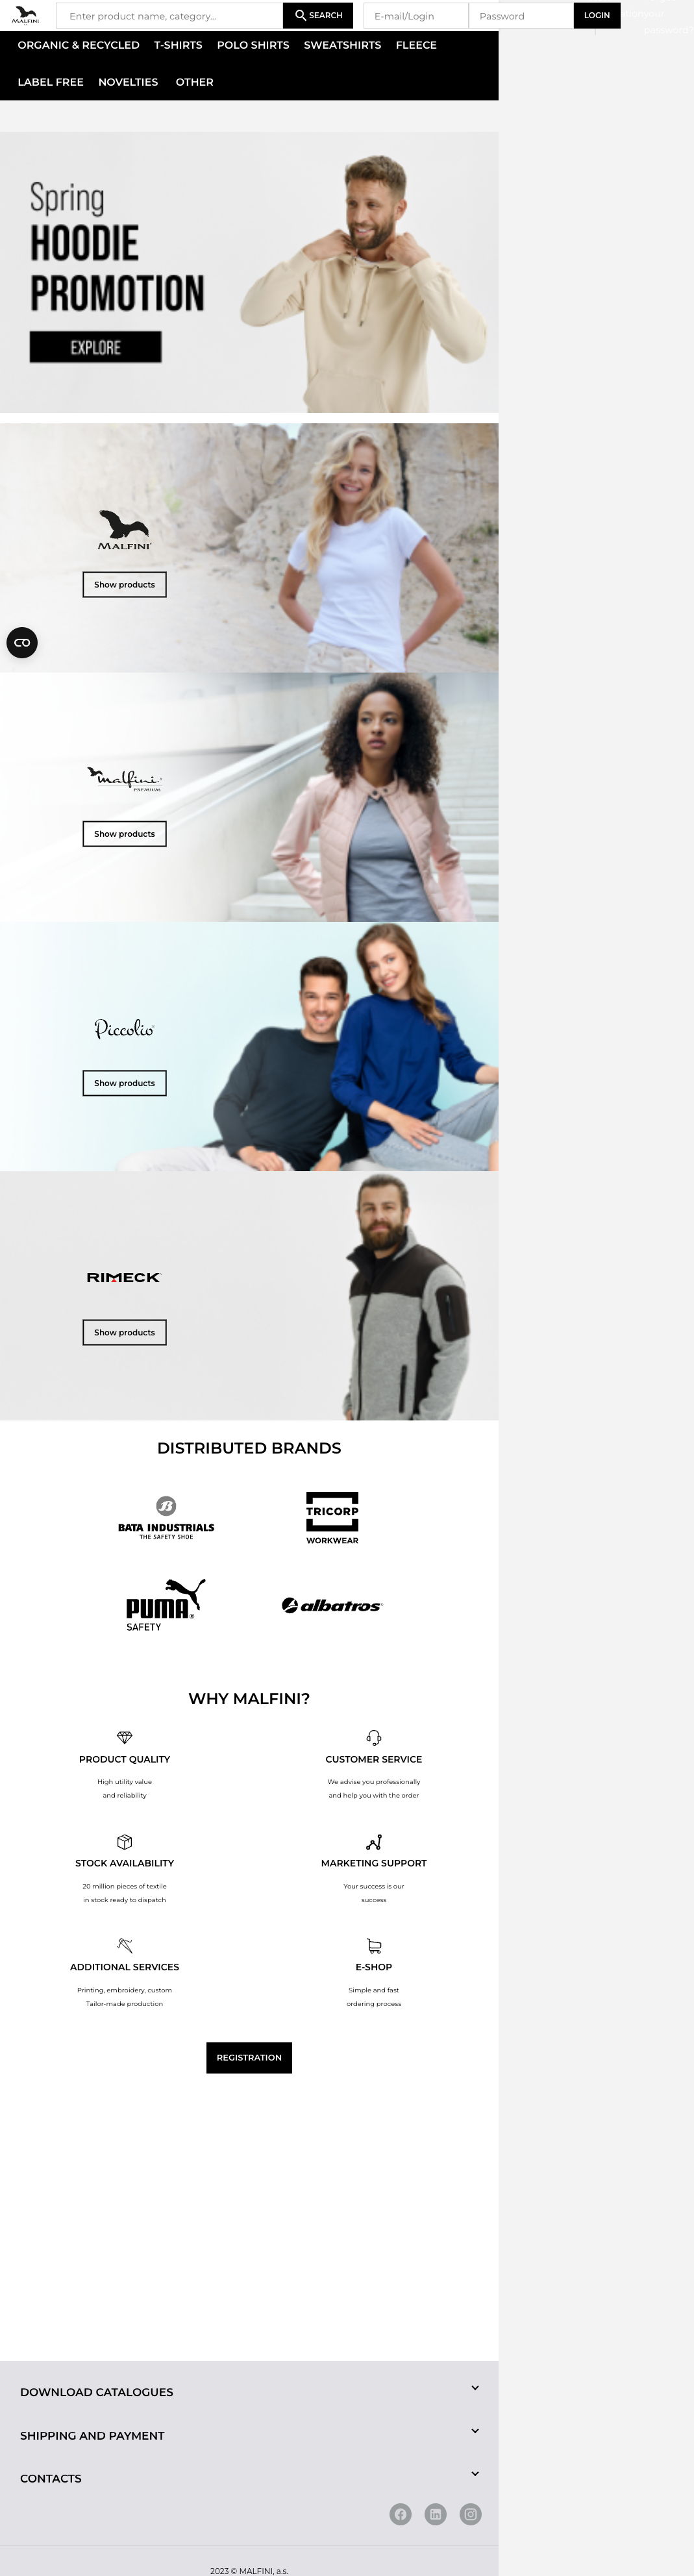 MALFINI
Enter product name, category...
SEARCH
E-mail/Login
Password
LOGIN
ORGANIC & RECYCLED T-SHIRTS POLO SHIRTS SWEATSHIRTS FLEECE
LABEL FREE NOVELTIES OTHER
Spring
HOODIE
PROMOTION
EXPLORE
MALFINI
Show products
malfini
PREMIUM
Show products
Piccolio
Show products
RIMECK
Show products
DISTRIBUTED BRANDS
B
BATA INDUSTRIALS
THE SAFETY SHOE
TRICORP
WORKWEAR
PUMA
SAFETY
albatros
WHY MALFINI?
PRODUCT QUALITY
High utility value
and reliability
CUSTOMER SERVICE
We advise you professionally
and help you with the order
STOCK AVAILABILITY
20 million pieces of textile
in stock ready to dispatch
MARKETING SUPPORT
Your success is our
success
ADDITIONAL SERVICES
Printing, embroidery, custom
Tailor-made production
E-SHOP
Simple and fast
ordering process
REGISTRATION
DOWNLOAD CATALOGUES
SHIPPING AND PAYMENT
CONTACTS
2023 © MALFINI, a.s.